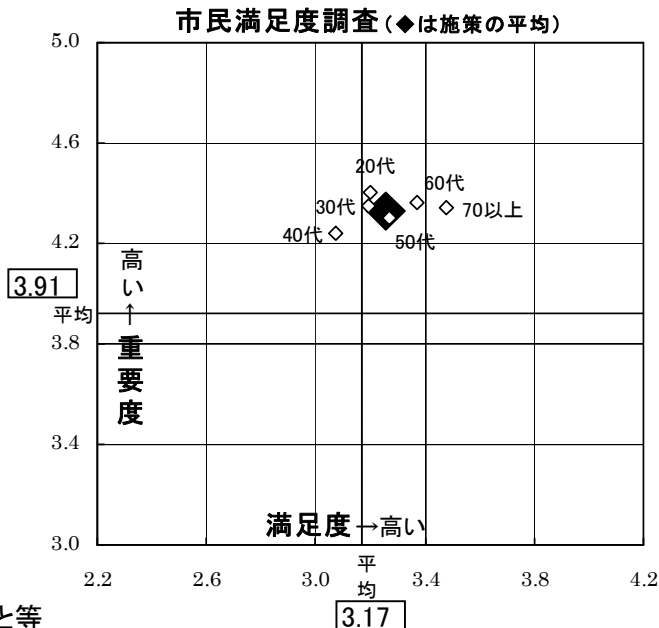 市民満足度調査(◆は施策の平均)
5.0
4.6
20代
60代
30代
70以上
40代
50代
4.2
高い→重要度
3.91
平均
3.8
3.4
満足度→高い
3.0
2.2
2.6
3.0
平均
3.4
3.8
4.2
3.17
と等